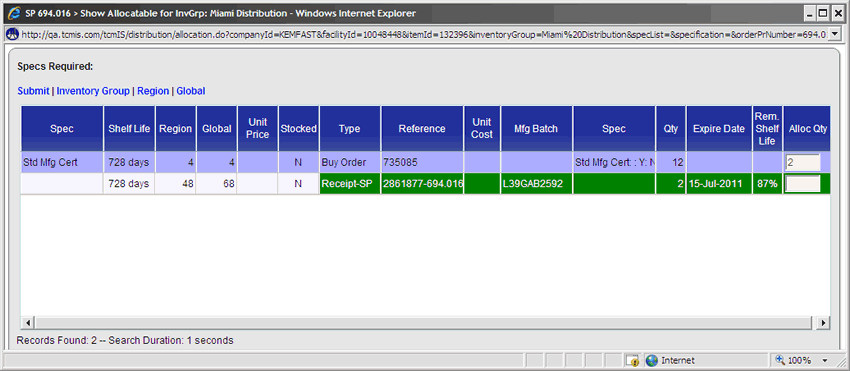 SP 694.016 > Show Allocatable for InvGrp: Miami Distribution - Windows Internet Explorer
http://qa.tcmis.com/tcmIS/distribution/allocation.do?companyId=KEMFAST&facilityId=10048448&itemId=132396&inventoryGroup=Miami%20Distribution&specList=&specification=&orderPrNumber=694.0
Specs Required:
Submit | Inventory Group | Region | Global
Spec Shelf Life Region Global Unit Price Stocked Type Reference Unit Cost Mfg Batch Spec Qty Expire Date Rem. Shelf Life Alloc Qty
Std Mfg Cert 728 days 4 4 N Buy Order 735085 Std Mfg Cert: : Y: N 12 2
728 days 48 68 N Receipt-SP 2861877-694.016 L39GAB2592 2 15-Jul-2011 87%
Records Found: 2 -- Search Duration: 1 seconds
Internet 100%